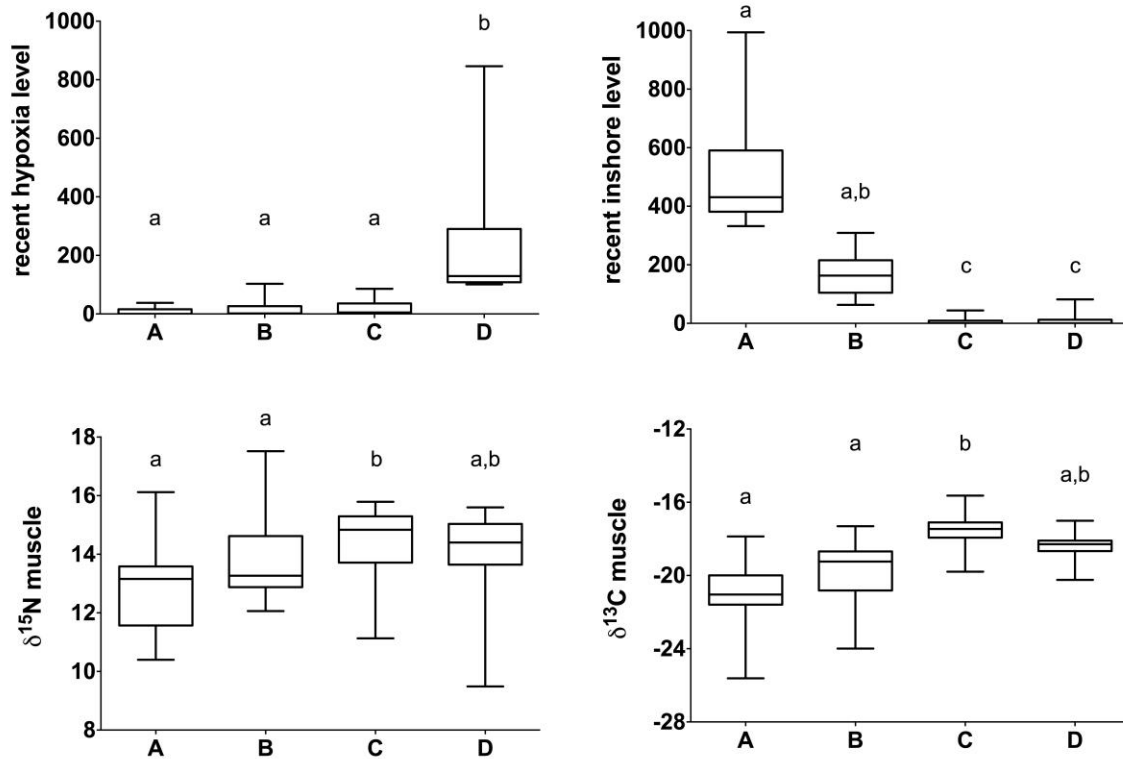 recent hypoxia level
1000
800
600
400
200
0
a
a
a
b
A
B
C
D
recent inshore level
1000
800
600
400
200
0
a
a,b
c
c
A
B
C
D
δ¹⁵N muscle
18
16
14
12
10
8
a
a
b
a,b
A
B
C
D
δ¹³C muscle
-12
-16
-20
-24
-28
a
a
b
a,b
A
B
C
D